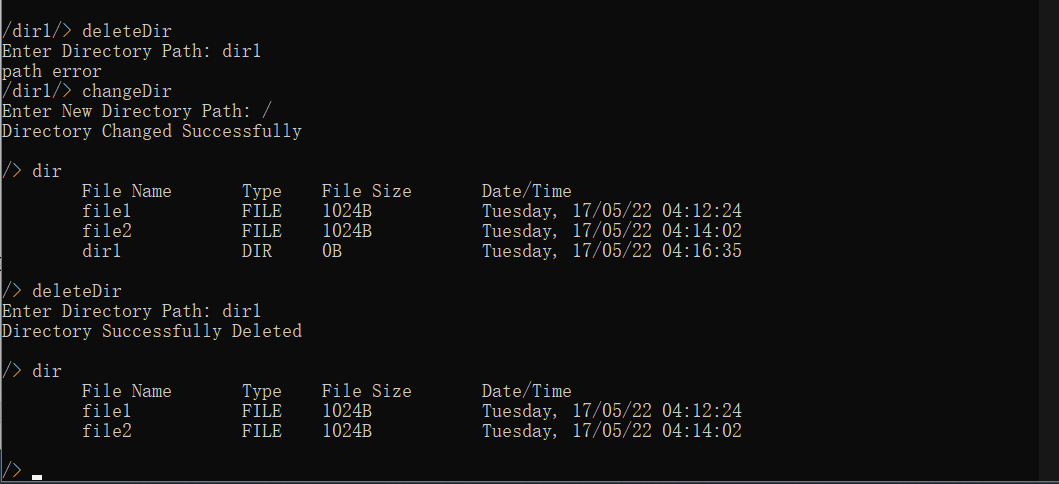 /dir1/> deleteDir
Enter Directory Path: dir1
path error
/dir1/> changeDir
Enter New Directory Path: /
Directory Changed Successfully
/> dir
File Name Type File Size Date/Time
file1 FILE 1024B Tuesday, 17/05/22 04:12:24
file2 FILE 1024B Tuesday, 17/05/22 04:14:02
dir1 DIR 0B Tuesday, 17/05/22 04:16:35
/> deleteDir
Enter Directory Path: dir1
Directory Successfully Deleted
/> dir
File Name Type File Size Date/Time
file1 FILE 1024B Tuesday, 17/05/22 04:12:24
file2 FILE 1024B Tuesday, 17/05/22 04:14:02
/>